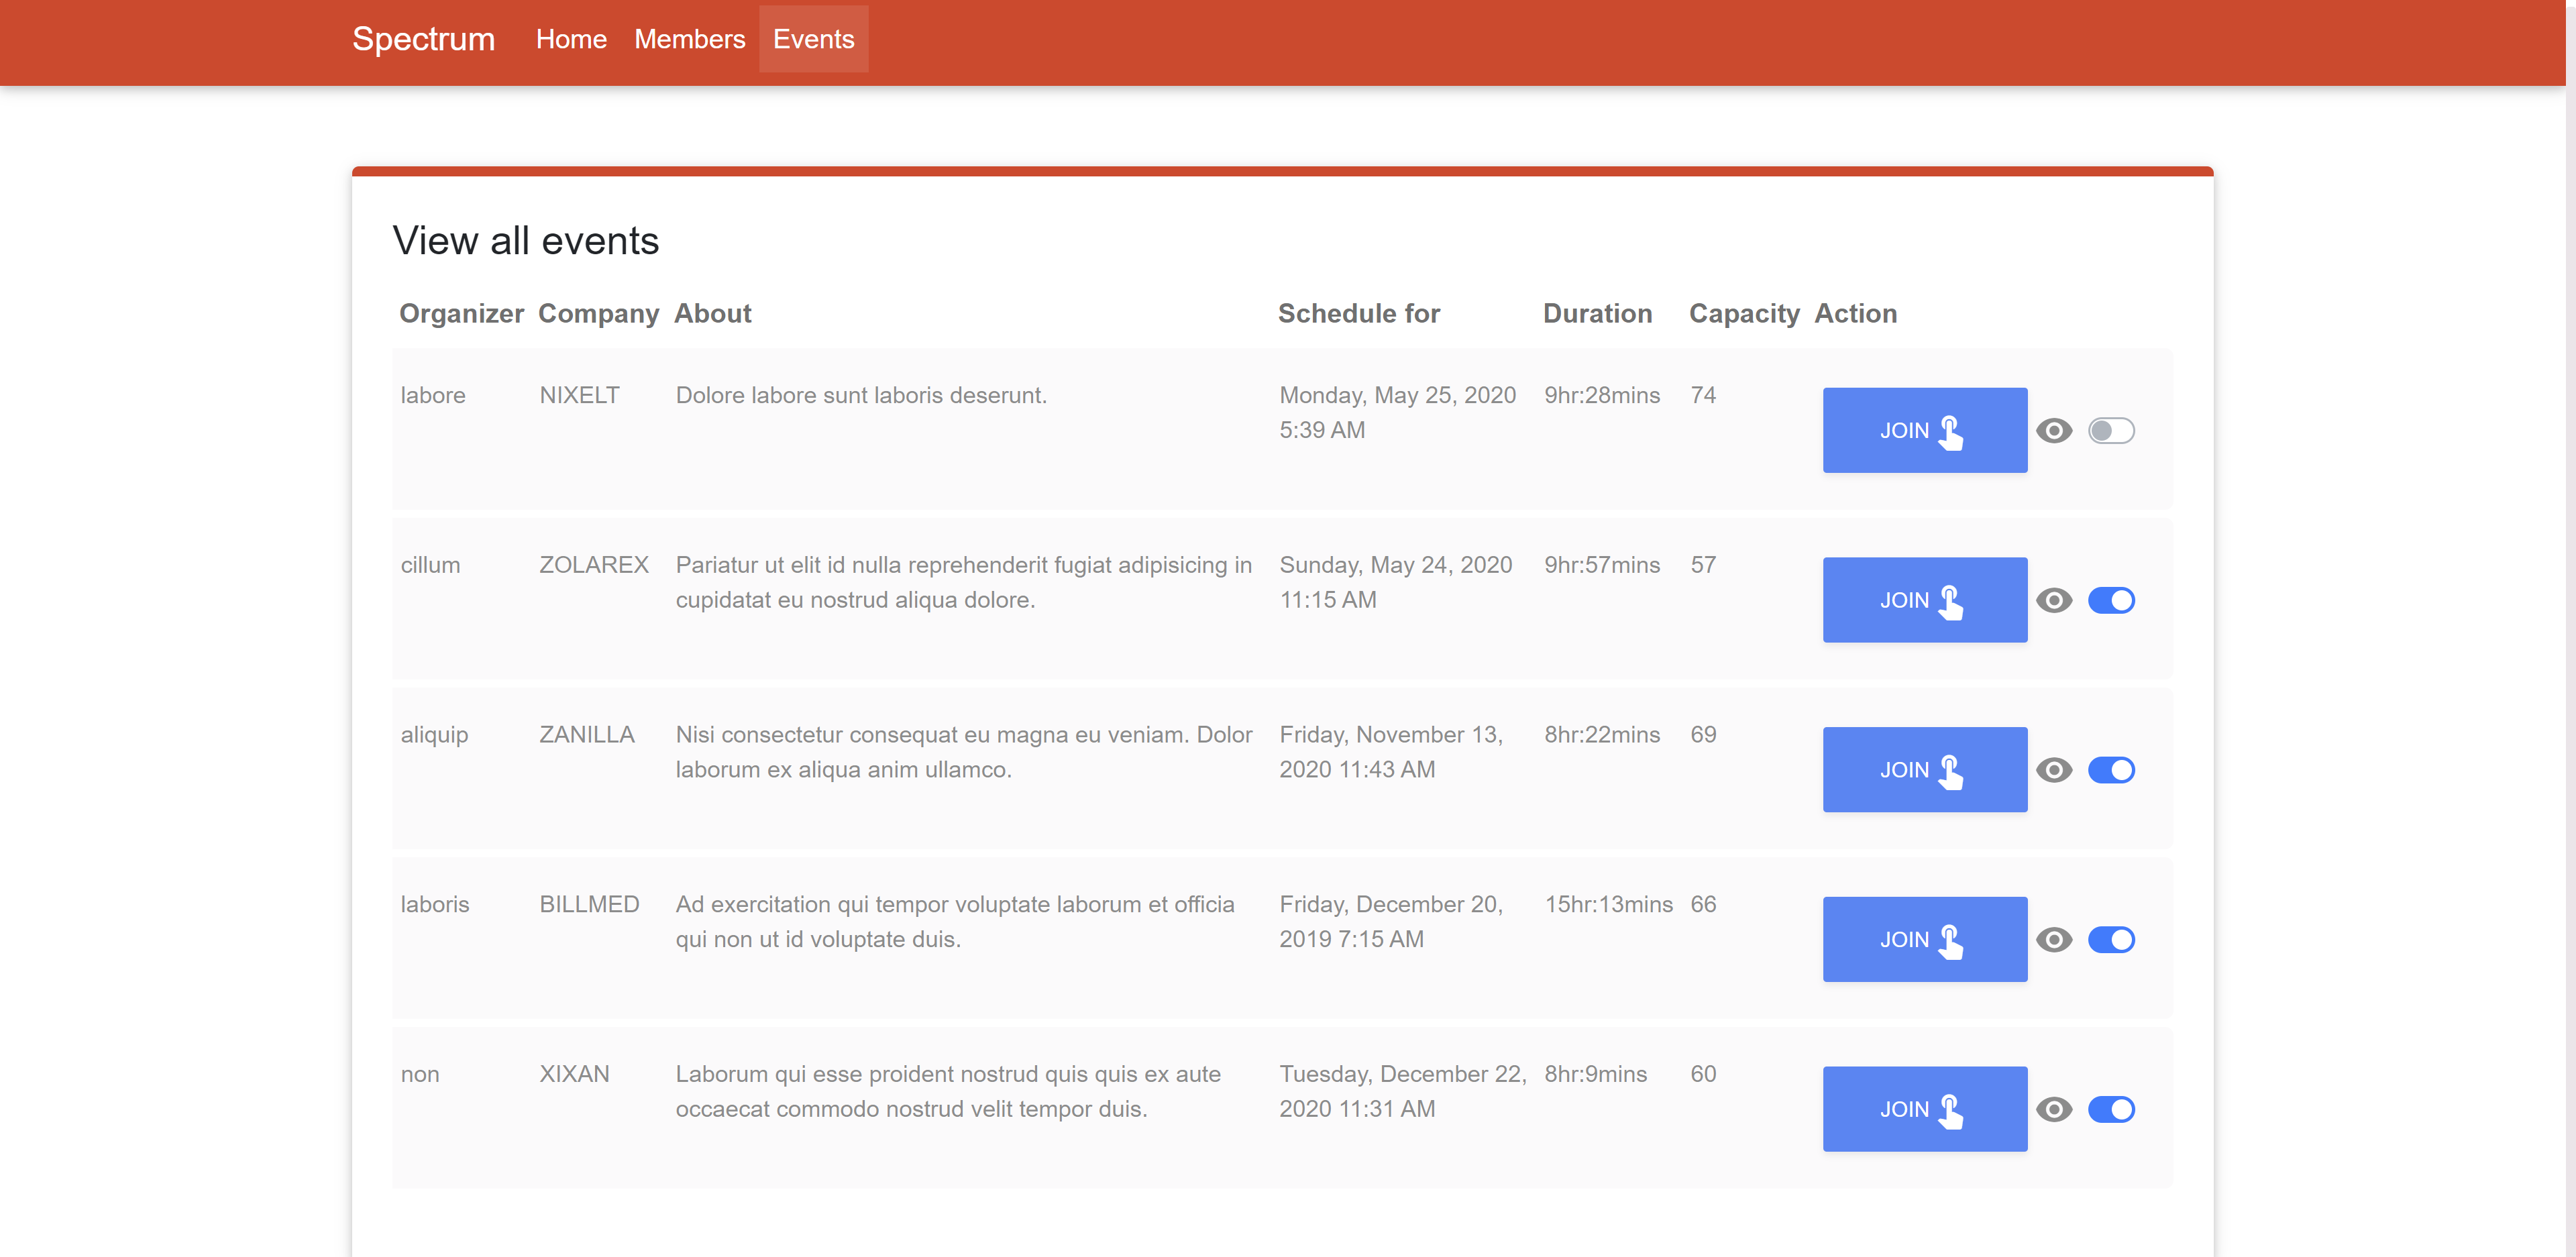 Spectrum Home Members Events
View all events
Organizer Company About Schedule for Duration Capacity Action
labore NIXELT Dolore labore sunt laboris deserunt. Monday, May 25, 2020 9hr:28mins 74
5:39 AM
JOIN
cillum ZOLAREX Pariatur ut elit id nulla reprehenderit fugiat adipisicing in Sunday, May 24, 2020 9hr:57mins 57
cupidatat eu nostrud aliqua dolore. 11:15 AM
JOIN
aliquip ZANILLA Nisi consectetur consequat eu magna eu veniam. Dolor Friday, November 13, 8hr:22mins 69
laborum ex aliqua anim ullamco. 2020 11:43 AM
JOIN
laboris BILLMED Ad exercitation qui tempor voluptate laborum et officia Friday, December 20, 15hr:13mins 66
qui non ut id voluptate duis. 2019 7:15 AM
JOIN
non XIXAN Laborum qui esse proident nostrud quis quis ex aute Tuesday, December 22, 8hr:9mins 60
occaecat commodo nostrud velit tempor duis. 2020 11:31 AM
JOIN